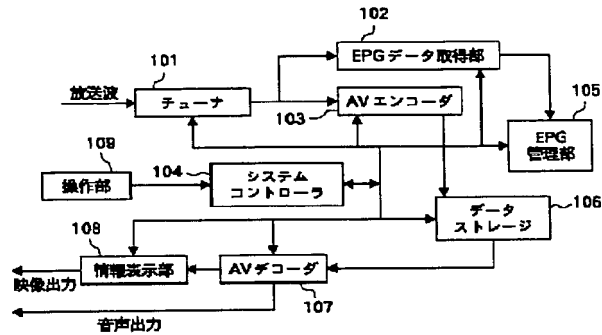 102
EPGデータ取得部
101
放送波
チューナ
AVエンコーダ
103
105
EPG
管理部
109
操作部
104
システム
コントローラ
データ
ストレージ
106
108
情報表示部
AVデコーダ
107
映像出力
音声出力